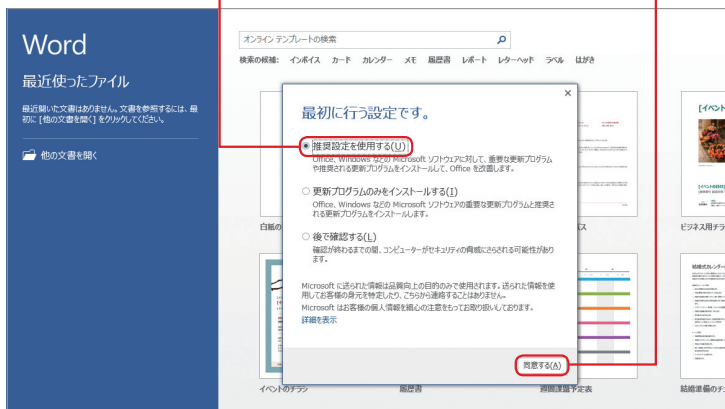 Word
最近使ったファイル
最近開いた文書はありません。文書を参照するには、最
初に [他の文書を開く] をクリックしてください。
他の文書を開く
オンライン テンプレートの検索
検索の候補: インボイス カード カレンダー メモ 履歴書 レポート レターヘッド ラベル はがき
最初に行う設定です。
推奨設定を使用する(U)
Office、Windows などの Microsoft ソフトウェアに対して、重要な更新プログラム
や推奨される更新プログラムをインストールして、Office を改善します。
更新プログラムのみをインストールする(I)
Office、Windows などの Microsoft ソフトウェアの重要な更新プログラムと推奨さ
れる更新プログラムをインストールします。
後で確認する(L)
確認が終わるまでの間、コンピューターがセキュリティの脅威にさらされる可能性があり
ます。
Microsoft に送られた情報は品質向上の目的のみで使用されます。送られた情報を使
用してお客様の身元を特定したり、こちらから連絡することはありません。
Microsoft はお客様の個人情報を細心の注意をもってお取り扱いしております。
詳細を表示
同意する(A)
白紙の
ビジネス用チラ
イベントのチラシ
履歴書
週間課題予定表
結婚準備のチェ
[イベント